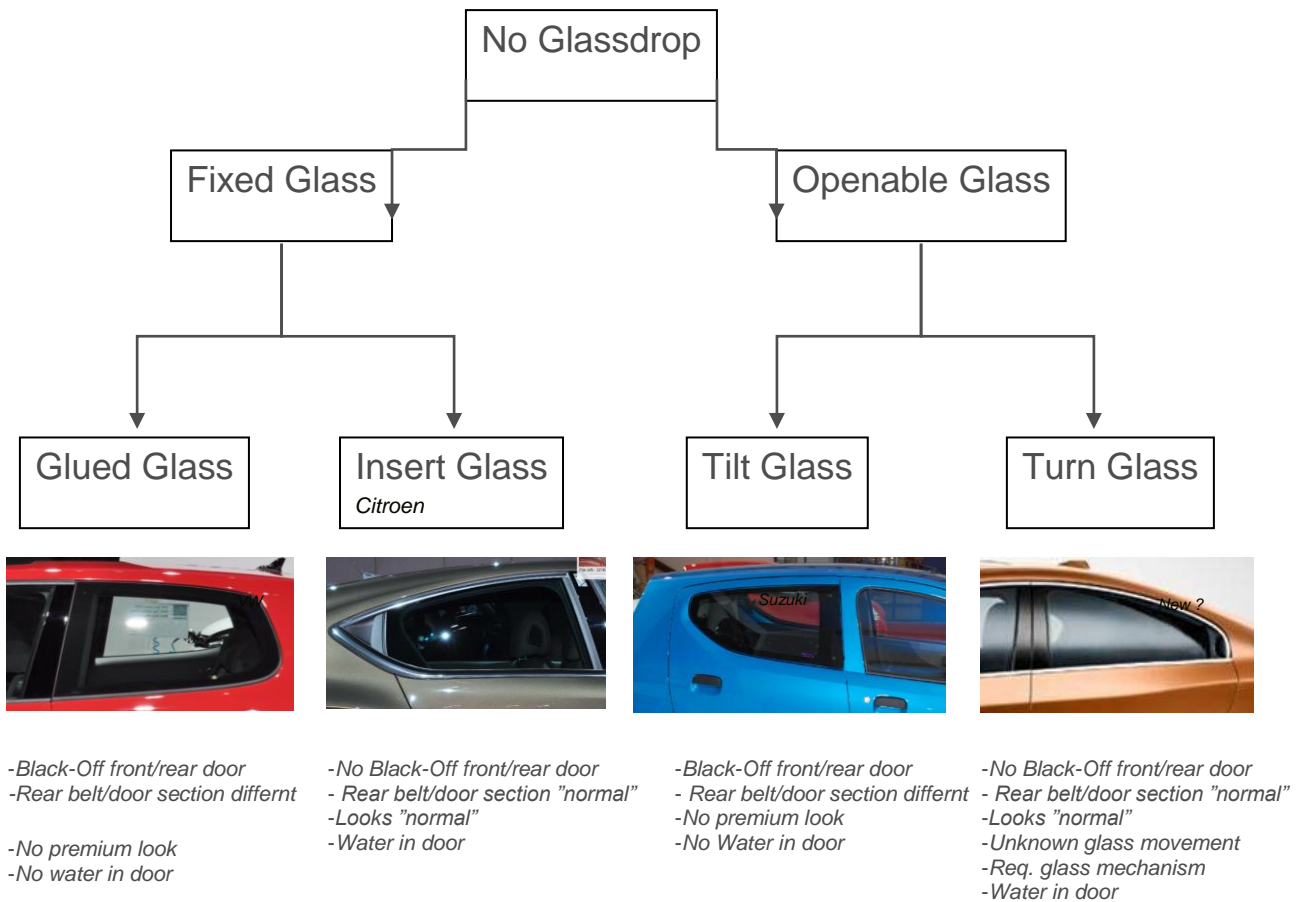 No Glassdrop
Fixed Glass
Openable Glass
Glued Glass
Insert Glass
Citroen
Tilt Glass
Turn Glass
VW
Suzuki
New ?
-Black-Off front/rear door
-Rear belt/door section differnt
-No premium look
-No water in door
-No Black-Off front/rear door
- Rear belt/door section "normal”
-Looks "normal”
-Water in door
-Black-Off front/rear door
- Rear belt/door section differnt
-No premium look
-No Water in door
-No Black-Off front/rear door
- Rear belt/door section "normal”
-Looks "normal”
-Unknown glass movement
-Req. glass mechanism
-Water in door